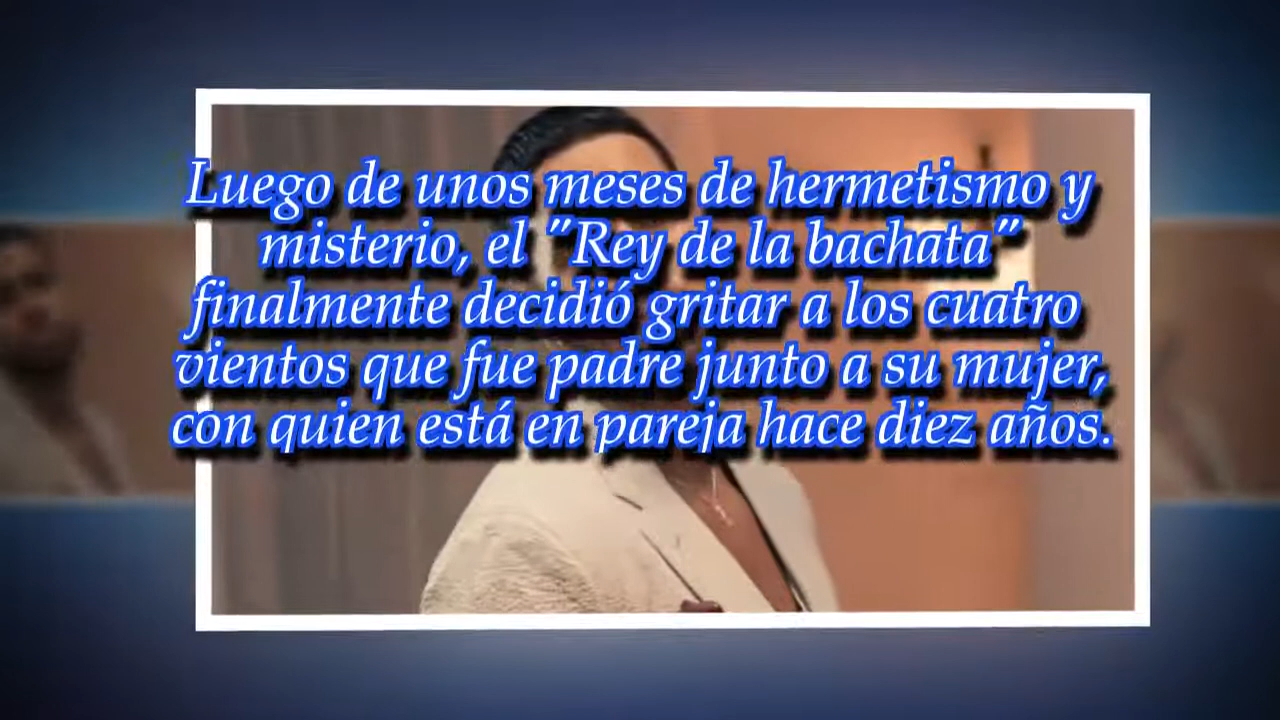 Luego de unos meses de hermetismo y
misterio, el "Rey de la bachata"
finalmente decidió gritar a los cuatro
vientos que fue padre junto a su mujer,
con quien está en pareja hace diez años.